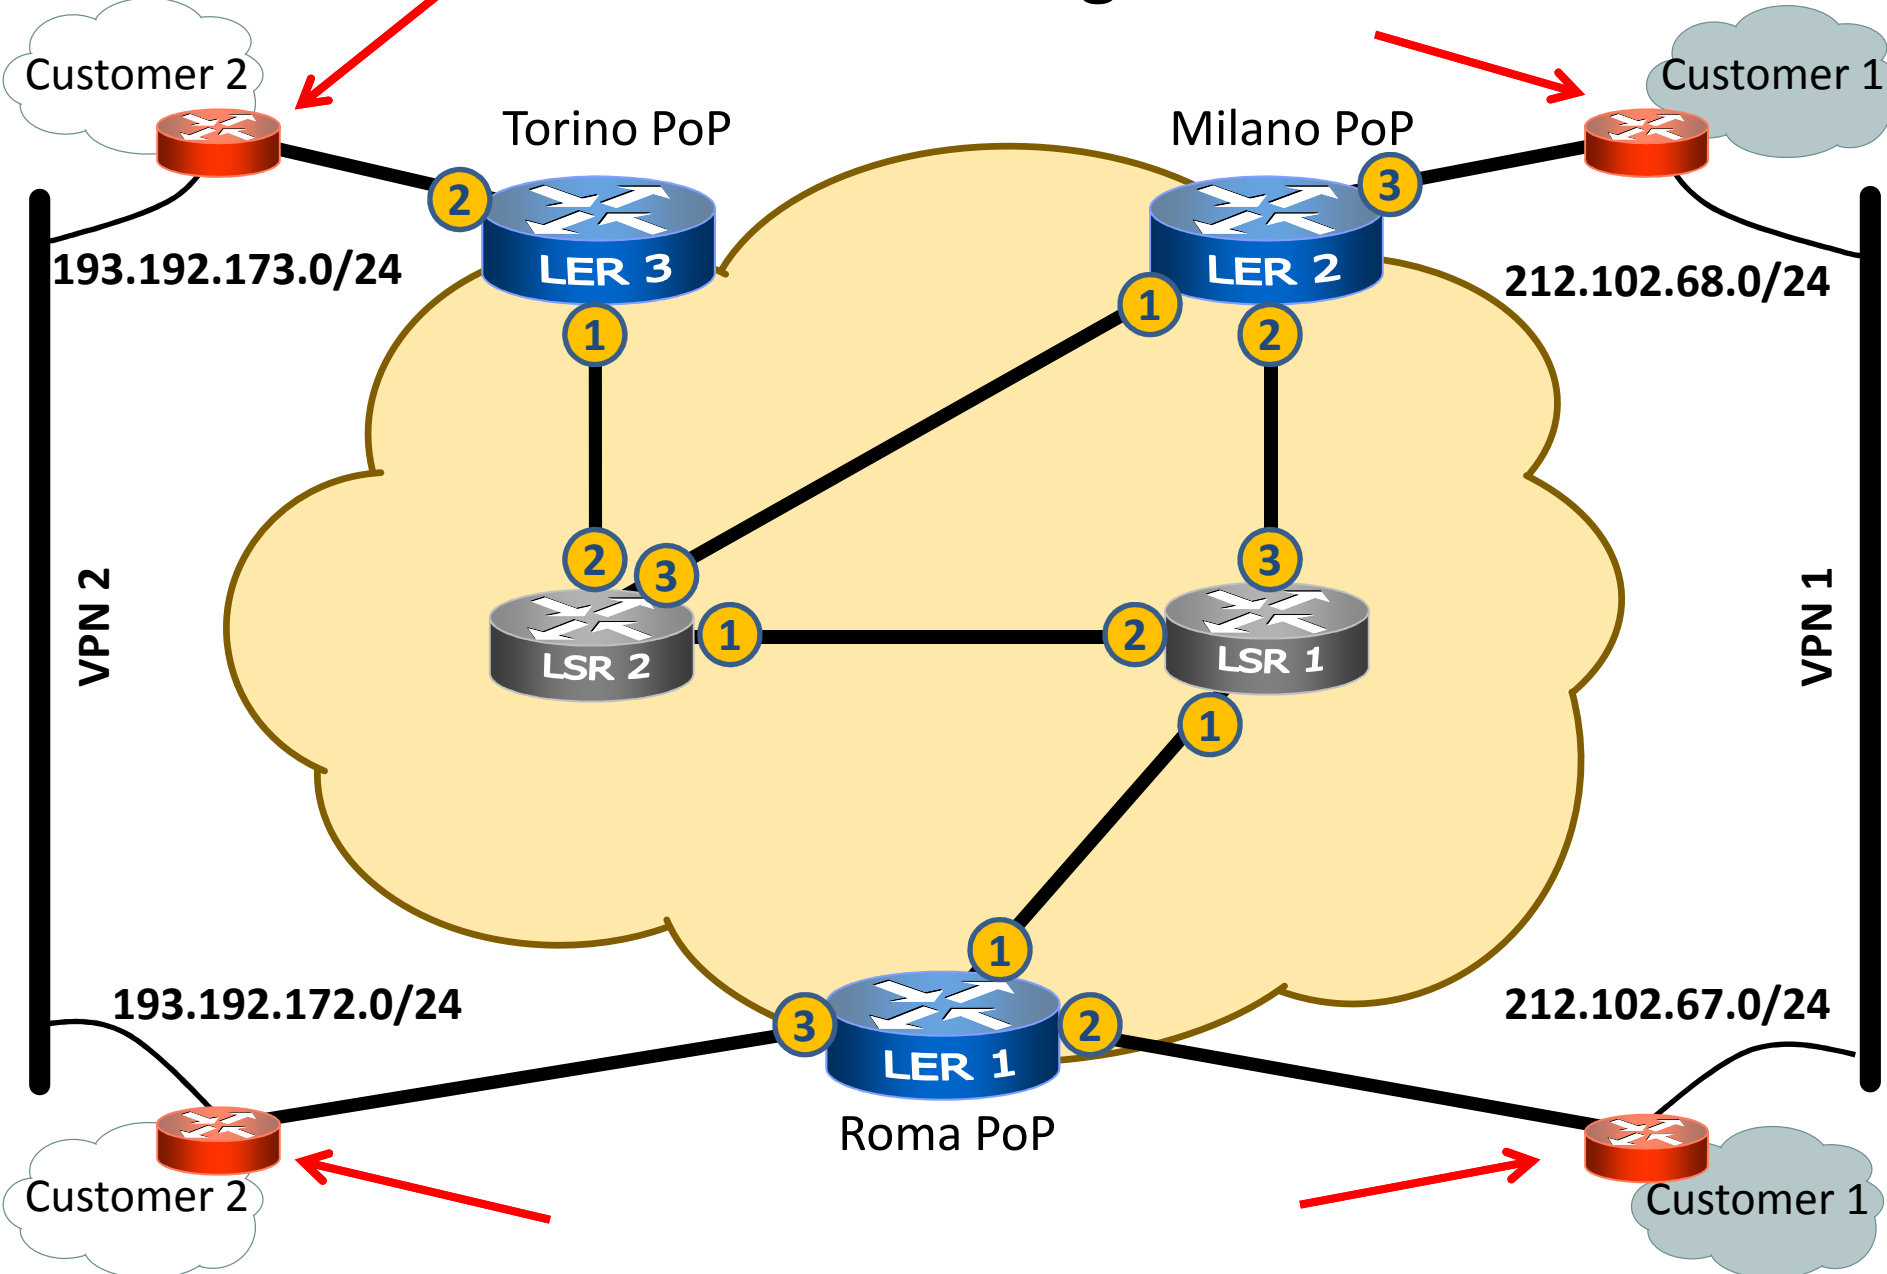 Customer 2
Customer 1
Torino PoP
Milano PoP
2
3
LER 3
LER 2
193.192.173.0/24
212.102.68.0/24
1
1
2
VPN 2
VPN 1
2
3
3
1
2
LSR 2
LSR 1
1
1
193.192.172.0/24
212.102.67.0/24
3
2
LER 1
Roma PoP
Customer 2
Customer 1